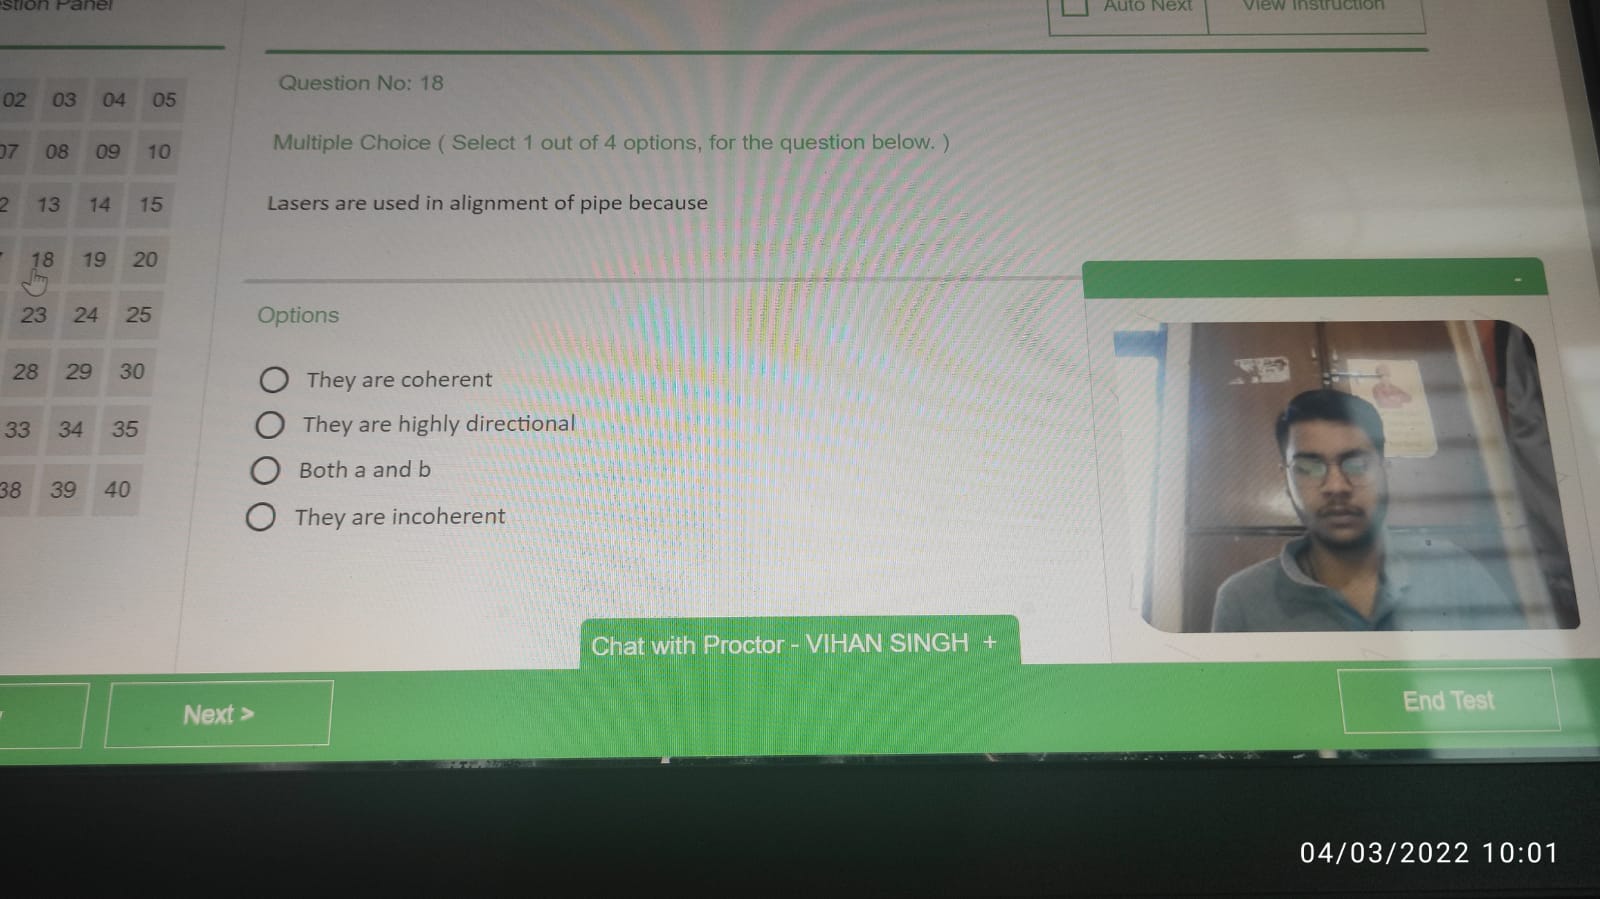 Auto Next
View Instruction
02 03 04 05
07 08 09 10
13 14 15
18 19 20
23 24 25
28 29 30
33 34 35
38 39 40
Question No: 18
Multiple Choice ( Select 1 out of 4 options, for the question below. )
Lasers are used in alignment of pipe because
Options
They are coherent
They are highly directional
Both a and b
They are incoherent
Chat with Proctor - VIHAN SINGH +
Next >
End Test
04/03/2022 10:01